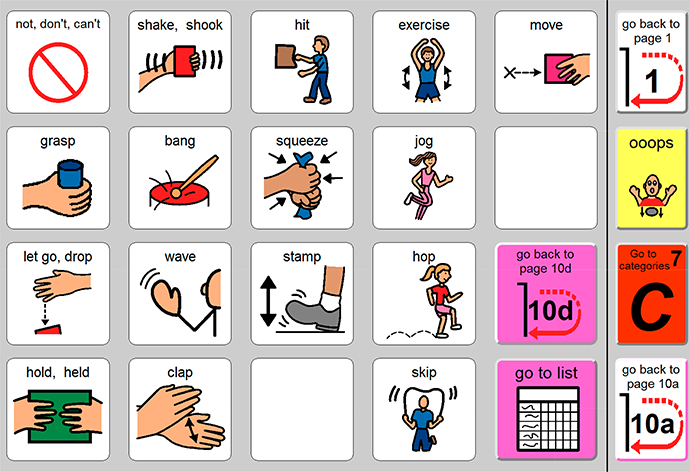 not, don't, can't
shake, shook
hit
exercise
move
go back to
page 1
1
grasp
bang
squeeze
jog
ooops
let go, drop
wave
stamp
hop
go back to
page 10d
10d
Go to
categories 7
C
hold, held
clap
skip
go to list
go back to
page 10a
10a